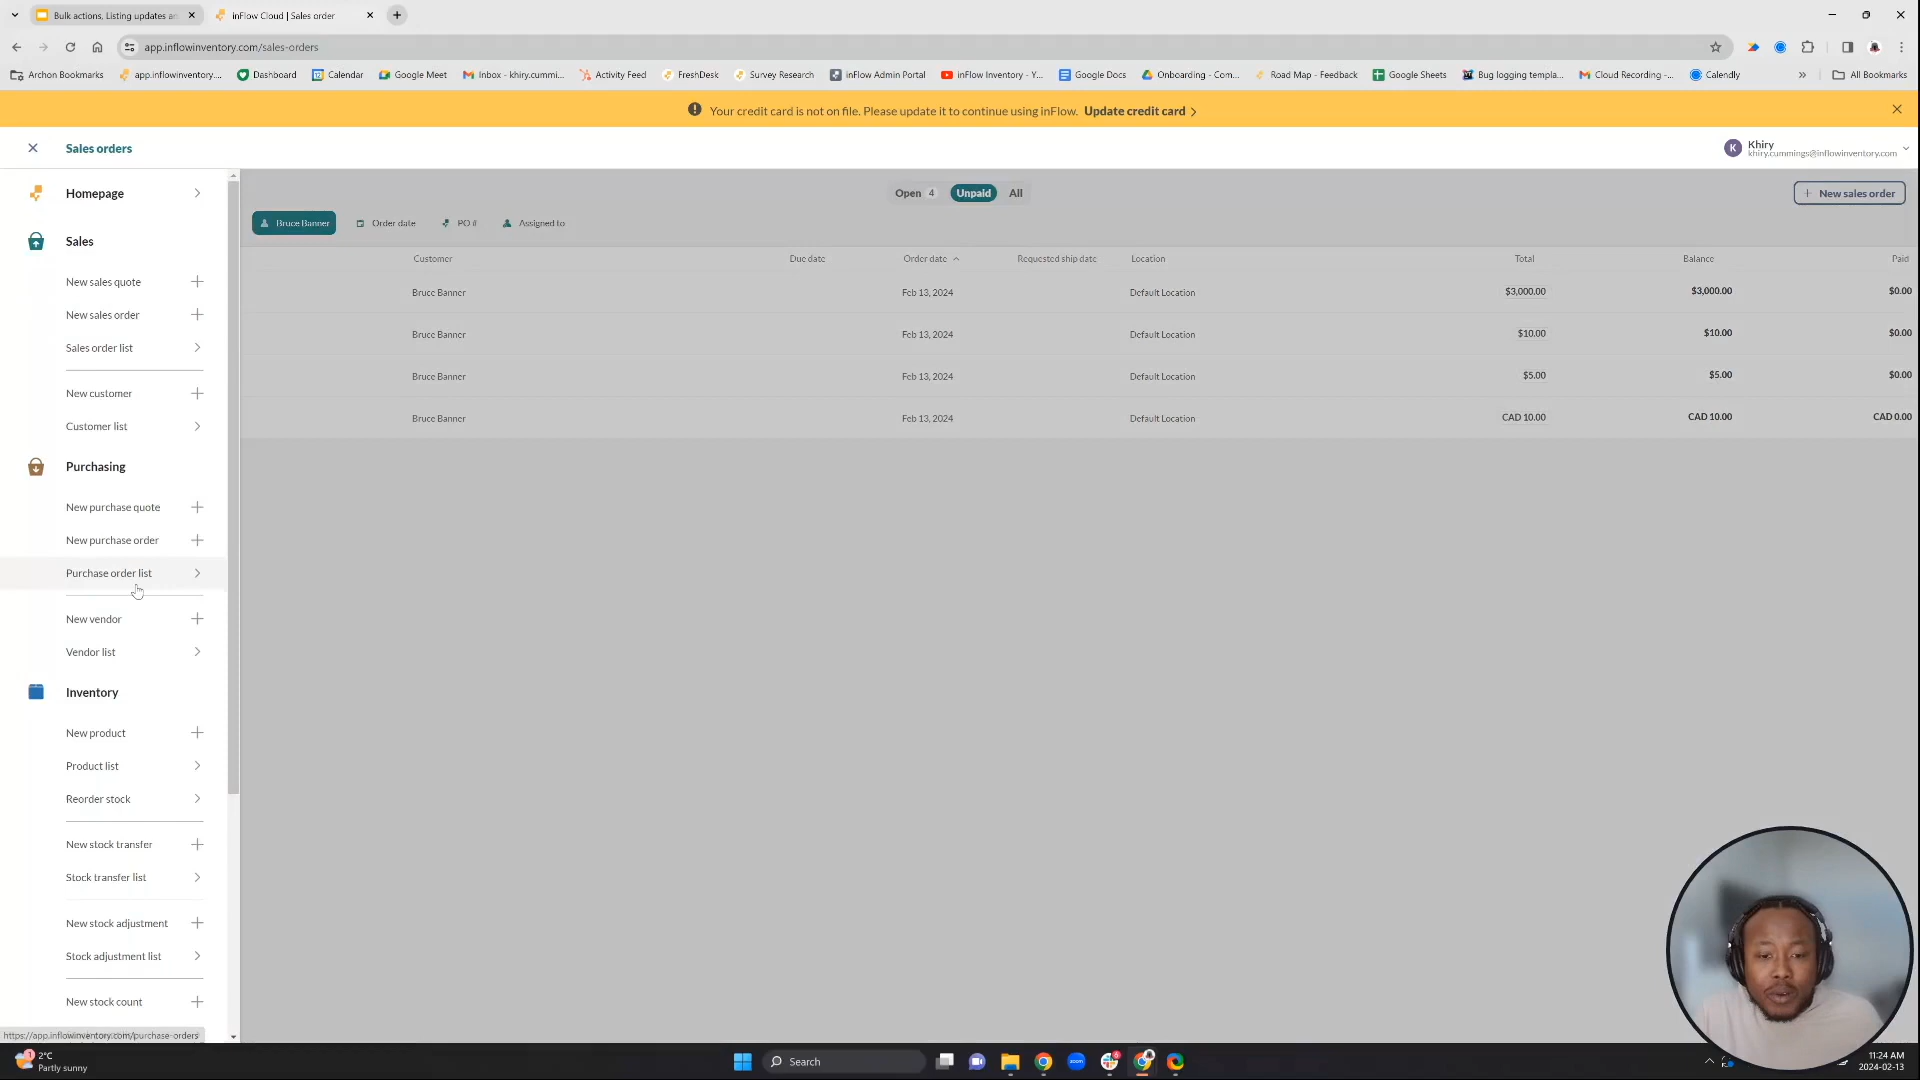 Bulk actions, Listing updates ac
inFlow Cloud | Sales order
app.inflowinventory.com/sales-orders
Archon Bookmarks
app.inflowinventory....
Dashboard
Calendar
Google Meet
Inbox - khiry.cummi...
Activity Feed
FreshDesk
Survey Research
inFlow Admin Portal
inFlow Inventory - Y...
Google Docs
Onboarding - Com...
Road Map - Feedback
Google Sheets
Bug logging templa...
Cloud Recording -...
Calendly
All Bookmarks
Your credit card is not on file. Please update it to continue using inFlow. Update credit card
Sales orders
K
Khiry
khiry.cummings@inflowinventory.com
Homepage
Open 4
Unpaid
All
New sales order
Bruce Banner
Order date
PO #
Assigned to
Customer
Due date
Order date
Requested ship date
Location
Total
Balance
Paid
Bruce Banner Feb 13, 2024 Default Location $3,000.00 $3,000.00 $0.00
Bruce Banner Feb 13, 2024 Default Location $10.00 $10.00 $0.00
Bruce Banner Feb 13, 2024 Default Location $5.00 $5.00 $0.00
Bruce Banner Feb 13, 2024 Default Location CAD 10.00 CAD 10.00 CAD 0.00
Sales
New sales quote
New sales order
Sales order list
New customer
Customer list
Purchasing
New purchase quote
New purchase order
Purchase order list
New vendor
Vendor list
Inventory
New product
Product list
Reorder stock
New stock transfer
Stock transfer list
New stock adjustment
Stock adjustment list
New stock count
https://app.inflowinventory.com/purchase-orders
1
2°C
Partly sunny
Search
zoom
11:24 AM
2024-02-13